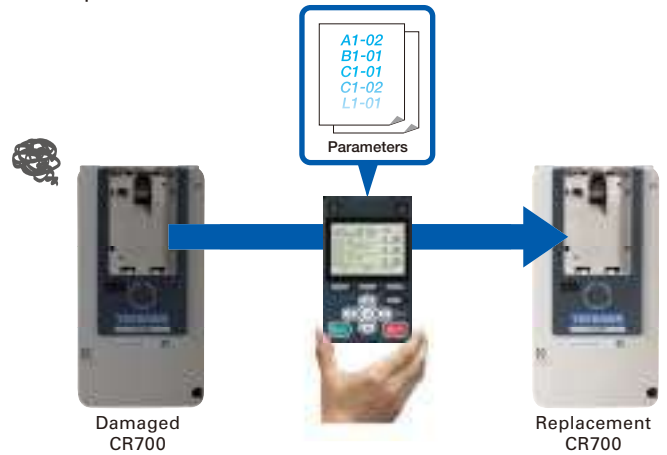 A1-02
B1-01
C1-01
C1-02
L1-01
Parameters
Damaged
CR700
Replacement
CR700